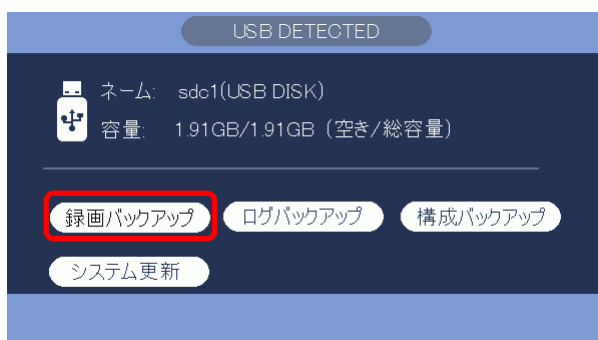 USB DETECTED
ネーム: sdc1(USB DISK)
容量: 1.91GB/1.91GB（空き/総容量）
録画バックアップ ログバックアップ 構成バックアップ
システム更新